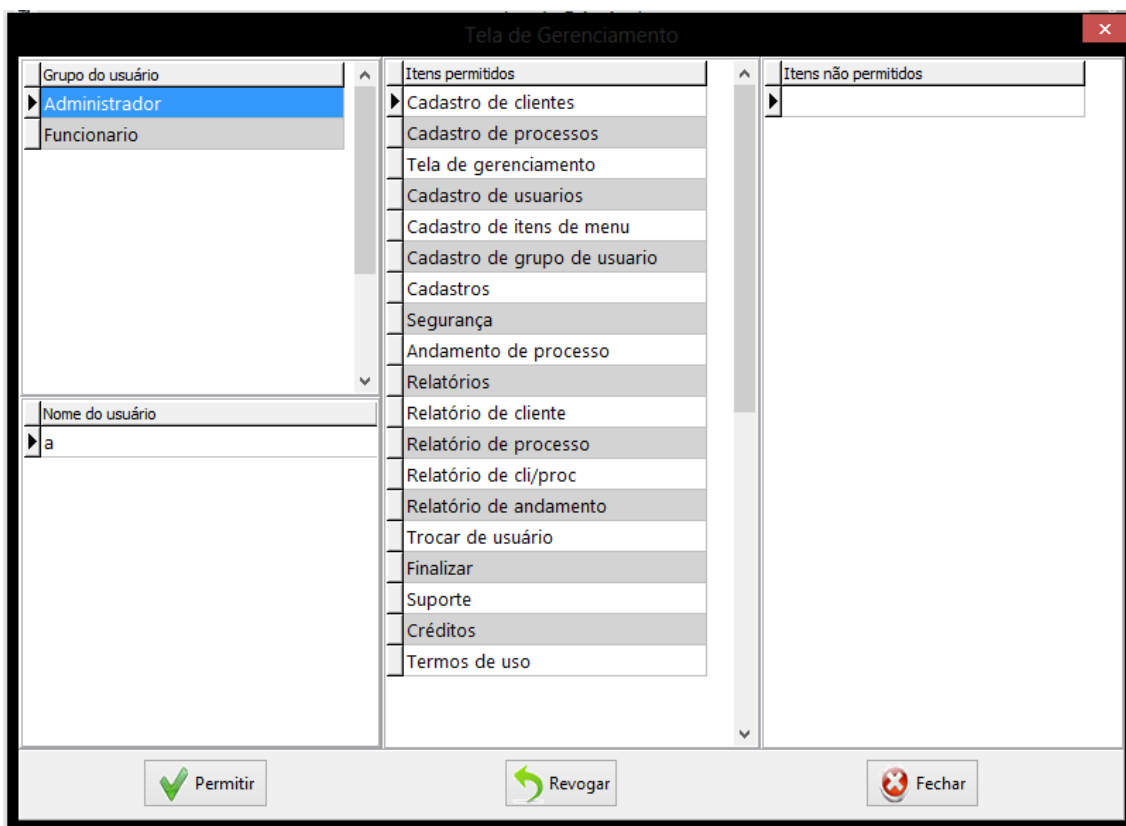 Tela de Gerenciamento
Grupo do usuário
Administrador
Funcionario
Nome do usuário
a
Itens permitidos
Cadastro de clientes
Cadastro de processos
Tela de gerenciamento
Cadastro de usuarios
Cadastro de itens de menu
Cadastro de grupo de usuario
Cadastros
Segurança
Andamento de processo
Relatórios
Relatório de cliente
Relatório de processo
Relatório de cli/proc
Relatório de andamento
Trocar de usuário
Finalizar
Suporte
Créditos
Termos de uso
Itens não permitidos
Permitir
Revogar
Fechar